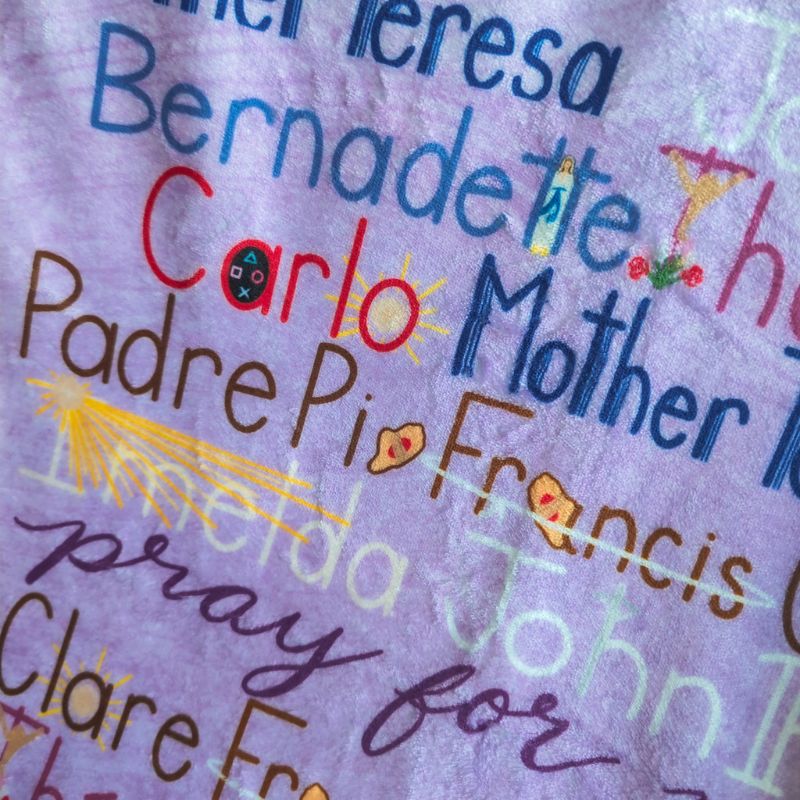 Teresa
Bernadette
Carlo Mother
Padre Pio Francis
Imelda John
pray for
Clare